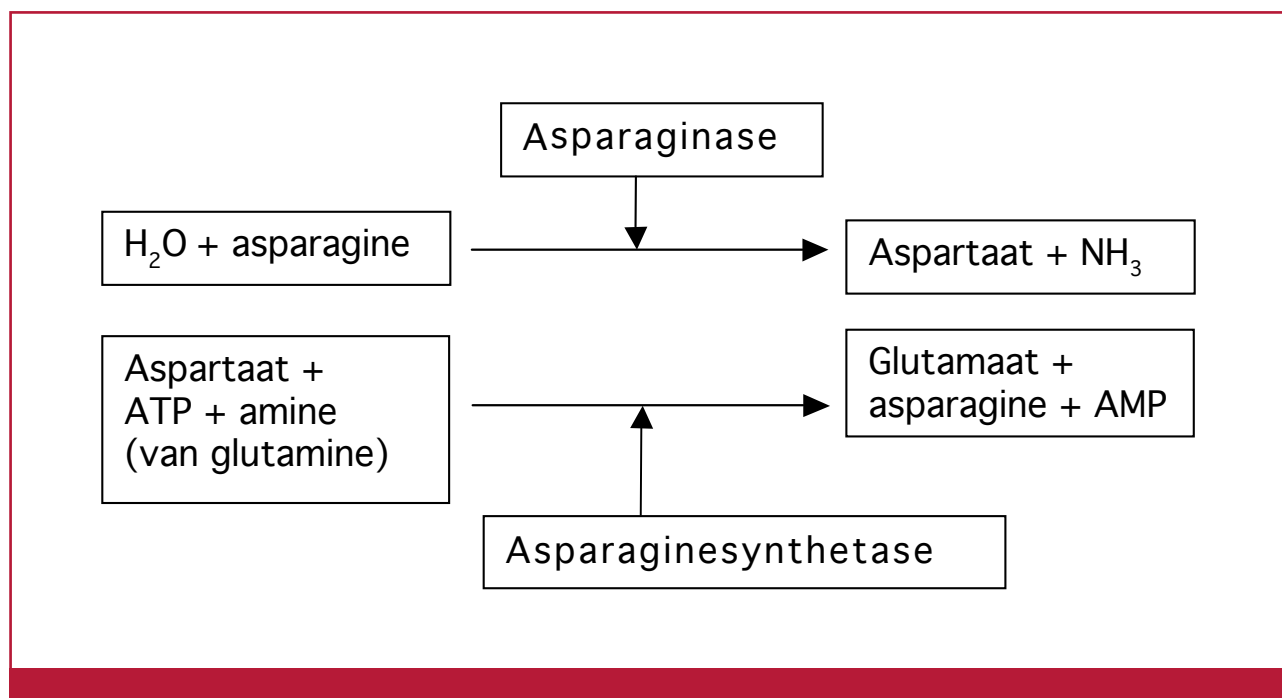 Asparaginase
H₂O + asparagine
Aspartaat + NH₃
Aspartaat +
ATP + amine
(van glutamine)
Glutamaat +
asparagine + AMP
Asparaginesynthetase